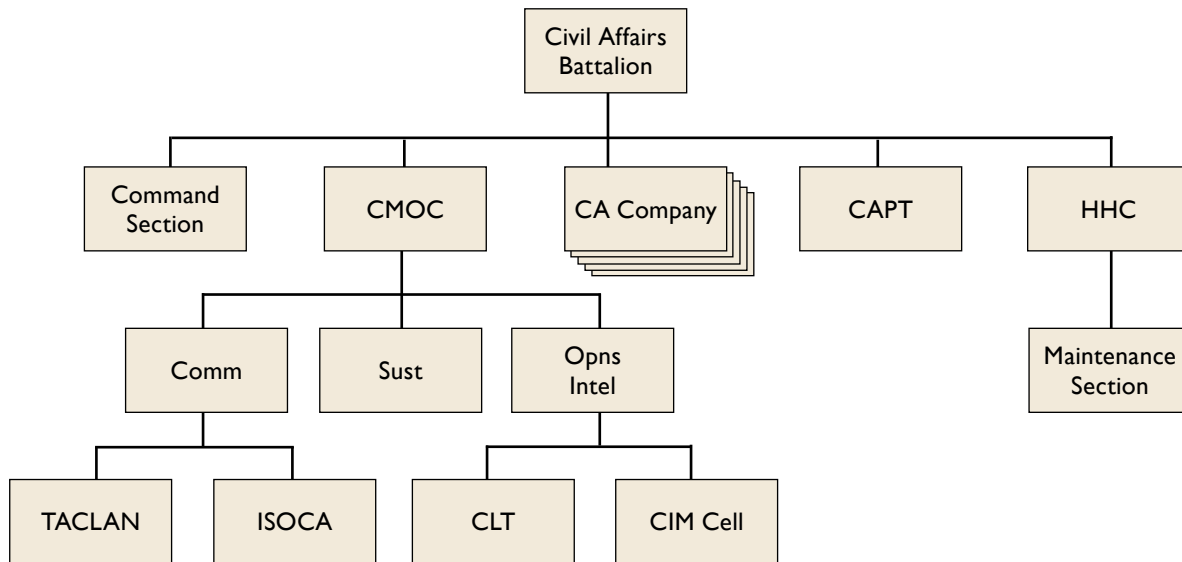 Civil Affairs
Battalion
Command
Section
CMOC
CA Company
CAPT
HHC
Comm
Sust
Opns
Intel
Maintenance
Section
TACLAN
ISOCA
CLT
CIM Cell